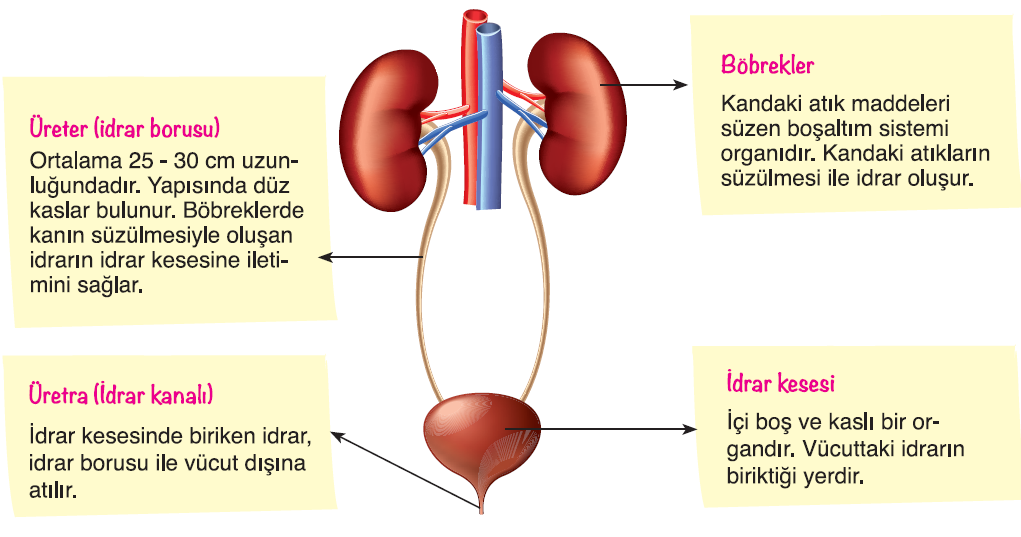 Böbrekler
Kandaki atık maddeleri
süzen boşaltım sistemi
organıdır. Kandaki atıkların
süzülmesi ile idrar oluşur.
Üreter (idrar borusu)
Ortalama 25 - 30 cm uzun-
luğundadır. Yapısında düz
kaslar bulunur. Böbreklerde
kanın süzülmesiyle oluşan
idrarın idrar kesesine ileti-
mini sağlar.
Üretra (İdrar kanalı)
İdrar kesesinde biriken idrar,
idrar borusu ile vücut dışına
atılır.
İdrar kesesi
İçi boş ve kaslı bir or-
gandır. Vücuttaki idrarın
biriktiği yerdir.